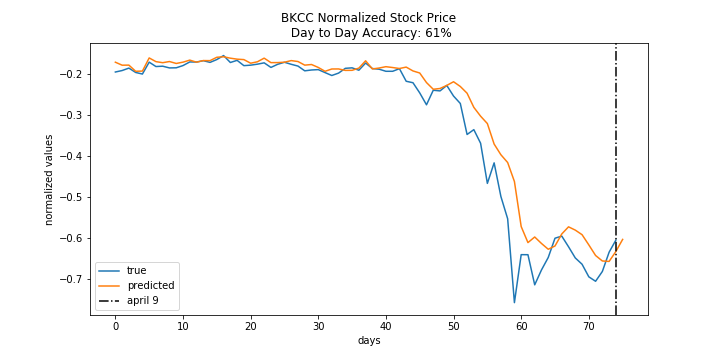 BKCC Normalized Stock Price
Day to Day Accuracy: 61%
normalized values
−0.2
−0.3
−0.4
−0.5
−0.6
−0.7
true
predicted
april 9
0 10 20 30 40 50 60 70
days